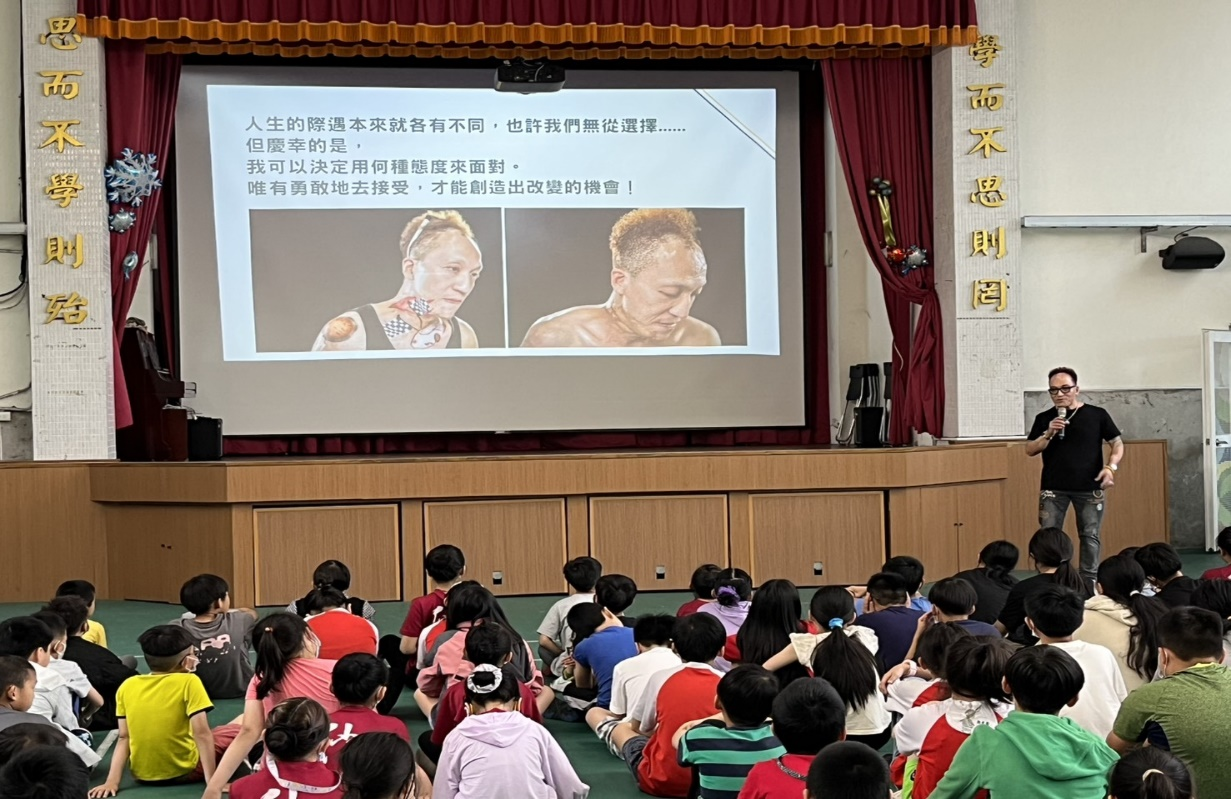 學而不思則罔
思而不學則殆
人生的際遇本來就各有不同，也許我們無從選擇......
但慶幸的是，
我可以決定用何種態度來面對。
唯有勇敢地去接受，才能創造出改變的機會！